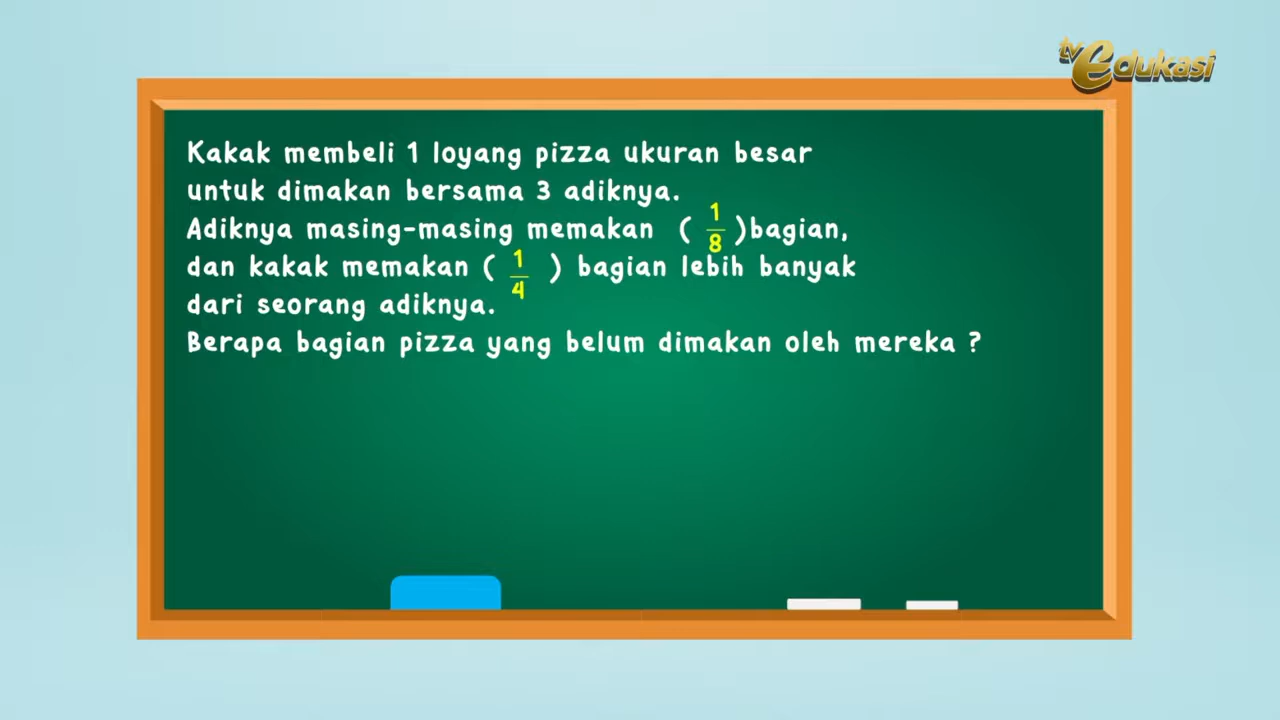 tv edukasi
Kakak membeli 1 loyang pizza ukuran besar
untuk dimakan bersama 3 adiknya.
Adiknya masing-masing memakan ( 1/8 )bagian,
dan kakak memakan ( 1/4 ) bagian lebih banyak
dari seorang adiknya.
Berapa bagian pizza yang belum dimakan oleh mereka ?